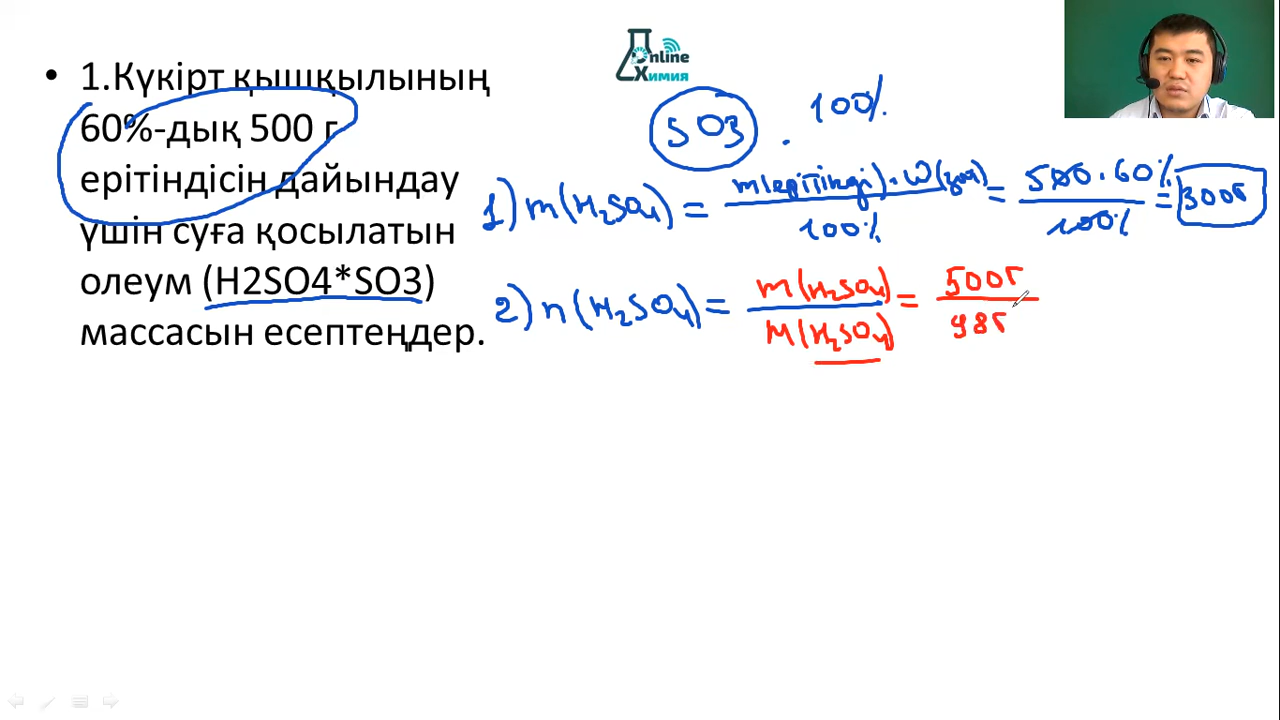 • 1.Күкірт қышқылының
60%-дық 500 г
ерітіндісін дайындау
үшін суға қосылатын
олеум (H2SO4*SO3)
массасын есептеңдер.
Online
Химия
SO3 · 100%
1) m(H₂SO₄) = m(ерітінді)·ω(%) / 100% = 500·60% / 100% = 300г
2) n(H₂SO₄) = m(H₂SO₄) / M(H₂SO₄) = 500г / 98г